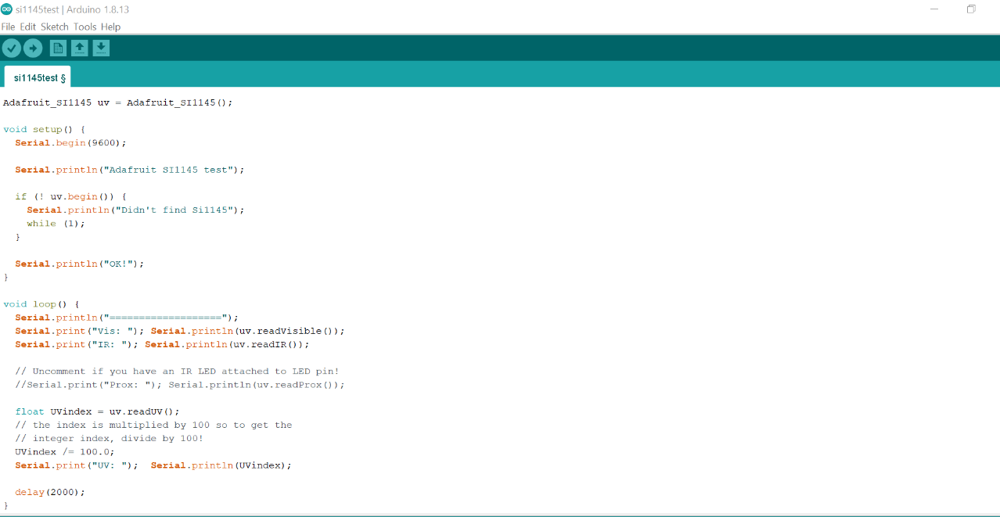 si1145test | Arduino 1.8.13
File Edit Sketch Tools Help
si1145test §
Adafruit_SI1145 uv = Adafruit_SI1145();
void setup() {
  Serial.begin(9600);
  Serial.println("Adafruit SI1145 test");
  if (! uv.begin()) {
    Serial.println("Didn't find Si1145");
    while (1);
  }
  Serial.println("OK!");
}
void loop() {
  Serial.println("===================");
  Serial.print("Vis: "); Serial.println(uv.readVisible());
  Serial.print("IR: "); Serial.println(uv.readIR());
  // Uncomment if you have an IR LED attached to LED pin!
  //Serial.print("Prox: "); Serial.println(uv.readProx());
  float UVindex = uv.readUV();
  // the index is multiplied by 100 so to get the
  // integer index, divide by 100!
  UVindex /= 100.0;
  Serial.print("UV: ");  Serial.println(UVindex);
  delay(2000);
}